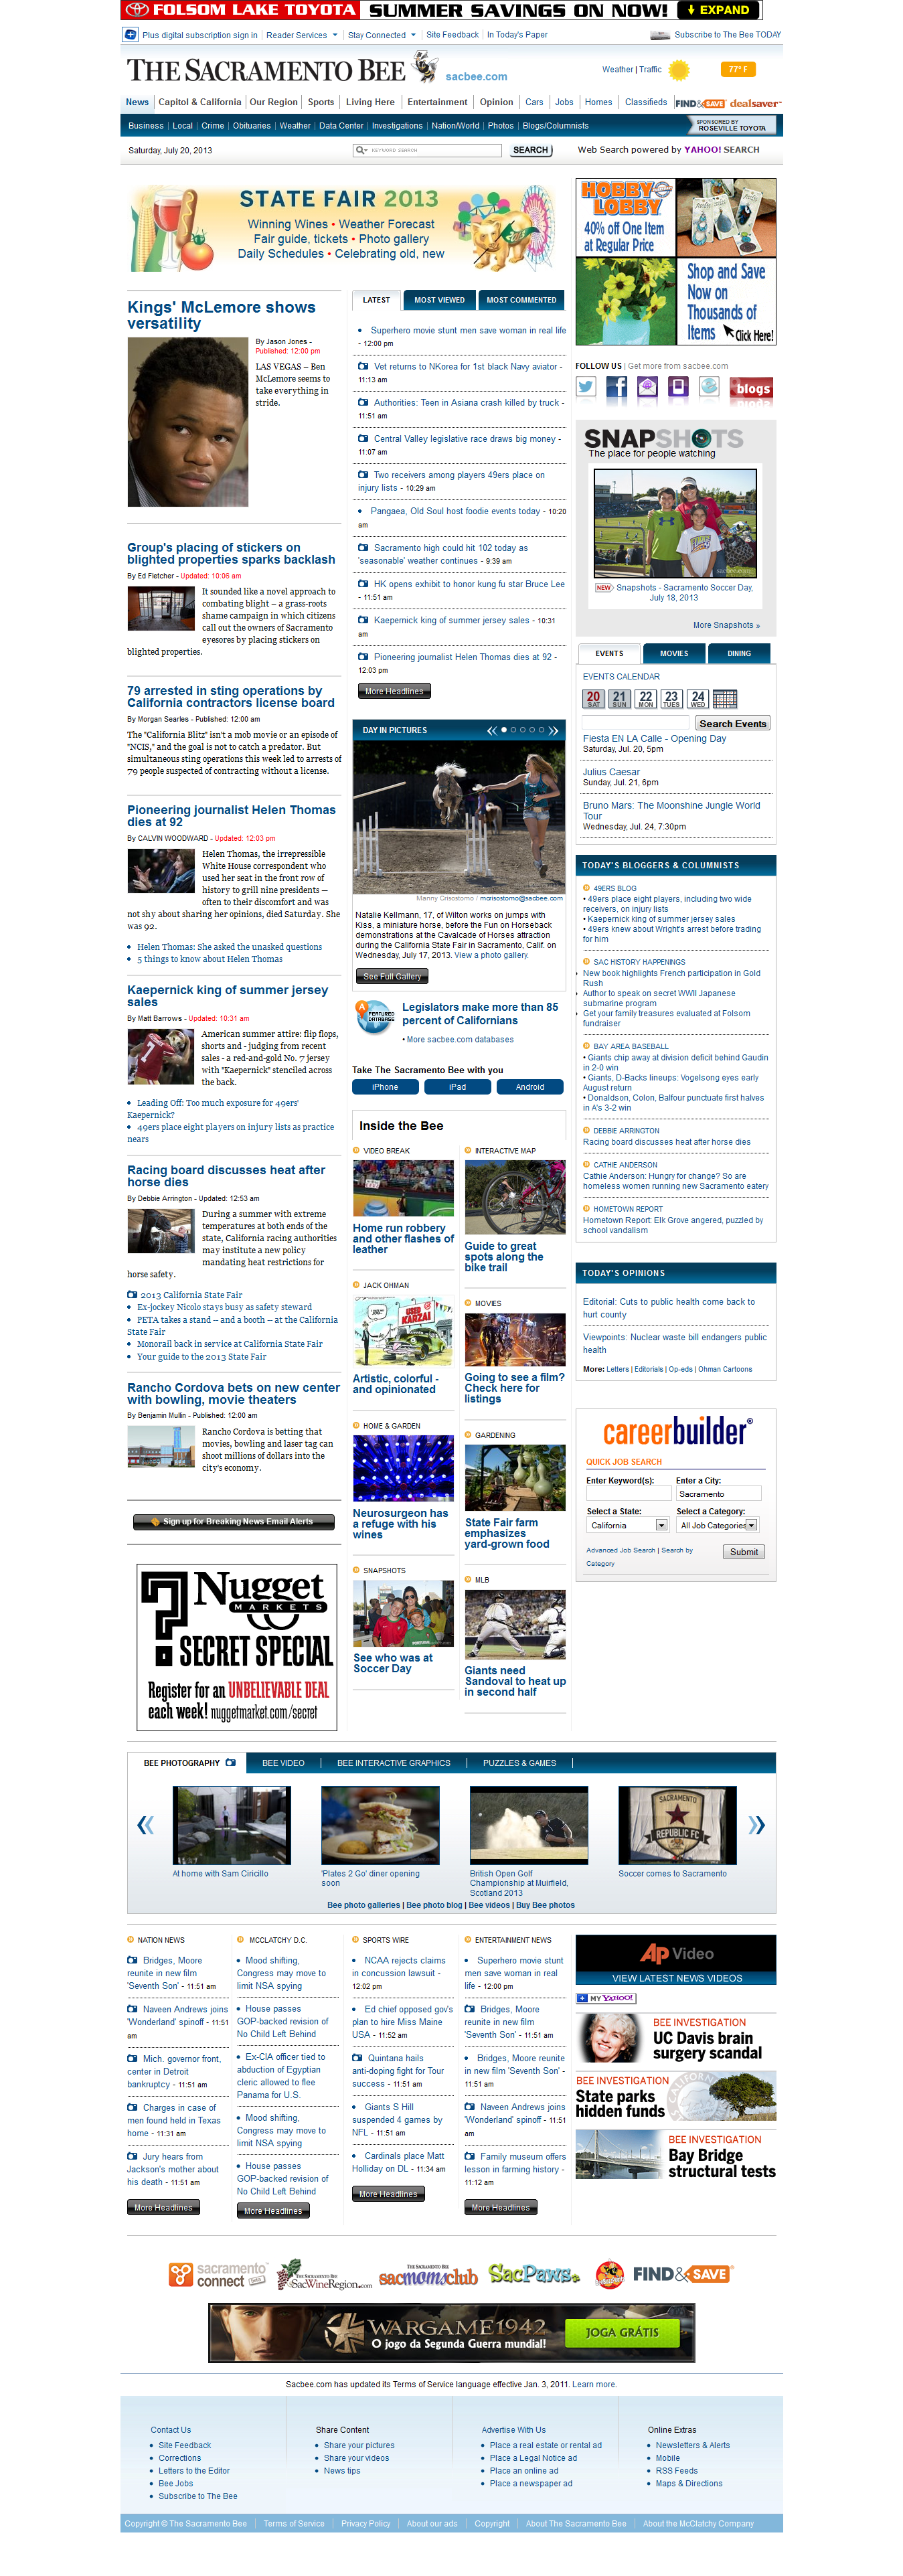 FOLSOM LAKE TOYOTA SUMMER SAVINGS ON NOW! EXPAND
Plus digital subscription sign in Reader Services Stay Connected Site Feedback In Today's Paper Subscribe to The Bee TODAY
THE SACRAMENTO BEE sacbee.com Weather | Traffic 77° F
News Capitol & California Our Region Sports Living Here Entertainment Opinion Cars Jobs Homes Classifieds FIND&SAVE dealsaver
Business Local Crime Obituaries Weather Data Center Investigations Nation/World Photos Blogs/Columnists
SPONSORED BY
ROSEVILLE TOYOTA
Saturday, July 20, 2013 KEYWORD SEARCH SEARCH Web Search powered by YAHOO! SEARCH
STATE FAIR 2013
Winning Wines • Weather Forecast
Fair guide, tickets • Photo gallery
Daily Schedules • Celebrating old, new
Kings' McLemore shows
versatility
By Jason Jones -
Published: 12:00 pm
LAS VEGAS – Ben
McLemore seems to
take everything in
stride.
Group's placing of stickers on
blighted properties sparks backlash
By Ed Fletcher - Updated: 10:06 am
It sounded like a novel approach to
combating blight – a grass-roots
shame campaign in which citizens
call out the owners of Sacramento
eyesores by placing stickers on
blighted properties.
79 arrested in sting operations by
California contractors license board
By Morgan Searles - Published: 12:00 am
The "California Blitz" isn't a mob movie or an episode of
"NCIS," and the goal is not to catch a predator. But
simultaneous sting operations this week led to arrests of
79 people suspected of contracting without a license.
Pioneering journalist Helen Thomas
dies at 92
By CALVIN WOODWARD - Updated: 12:03 pm
Helen Thomas, the irrepressible
White House correspondent who
used her seat in the front row of
history to grill nine presidents —
often to their discomfort and was
not shy about sharing her opinions, died Saturday. She
was 92.
Helen Thomas: She asked the unasked questions
5 things to know about Helen Thomas
Kaepernick king of summer jersey
sales
By Matt Barrows - Updated: 10:31 am
American summer attire: flip flops,
shorts and - judging from recent
sales - a red-and-gold No. 7 jersey
with "Kaepernick" stenciled across
the back.
Leading Off: Too much exposure for 49ers'
Kaepernick?
49ers place eight players on injury lists as practice
nears
Racing board discusses heat after
horse dies
By Debbie Arrington - Updated: 12:53 am
During a summer with extreme
temperatures at both ends of the
state, California racing authorities
may institute a new policy
mandating heat restrictions for
horse safety.
2013 California State Fair
Ex-jockey Nicolo stays busy as safety steward
PETA takes a stand -- and a booth -- at the California
State Fair
Monorail back in service at California State Fair
Your guide to the 2013 State Fair
Rancho Cordova bets on new center
with bowling, movie theaters
By Benjamin Mullin - Published: 12:00 am
Rancho Cordova is betting that
movies, bowling and laser tag can
shoot millions of dollars into the
city's economy.
Sign up for Breaking News Email Alerts
Nugget
MARKETS
SECRET SPECIAL
Register for an UNBELIEVABLE DEAL
each week! nuggetmarket.com/secret
LATEST MOST VIEWED MOST COMMENTED
Superhero movie stunt men save woman in real life
- 12:00 pm
Vet returns to NKorea for 1st black Navy aviator -
11:13 am
Authorities: Teen in Asiana crash killed by truck -
11:51 am
Central Valley legislative race draws big money -
11:07 am
Two receivers among players 49ers place on
injury lists - 10:29 am
Pangaea, Old Soul host foodie events today - 10:20
am
Sacramento high could hit 102 today as
'seasonable' weather continues - 9:39 am
HK opens exhibit to honor kung fu star Bruce Lee
- 11:51 am
Kaepernick king of summer jersey sales - 10:31
am
Pioneering journalist Helen Thomas dies at 92 -
12:03 pm
More Headlines
DAY IN PICTURES
Manny Crisostomo / mcrisostomo@sacbee.com
Natalie Kellmann, 17, of Wilton works on jumps with
Kiss, a miniature horse, before the Fun on Horseback
demonstrations at the Cavalcade of Horses attraction
during the California State Fair in Sacramento, Calif. on
Wednesday, July 17, 2013. View a photo gallery.
See Full Gallery
FEATURED
DATABASE
Legislators make more than 85
percent of Californians
• More sacbee.com databases
Take The Sacramento Bee with you
iPhone iPad Android
Inside the Bee
VIDEO BREAK
Home run robbery
and other flashes of
leather
JACK OHMAN
USED
KARZAI
Artistic, colorful -
and opinionated
HOME & GARDEN
Neurosurgeon has
a refuge with his
wines
SNAPSHOTS
See who was at
Soccer Day
INTERACTIVE MAP
Guide to great
spots along the
bike trail
MOVIES
Going to see a film?
Check here for
listings
GARDENING
State Fair farm
emphasizes
yard-grown food
MLB
Giants need
Sandoval to heat up
in second half
HOBBY
LOBBY
40% off One Item
at Regular Price
Shop and Save
Now on
Thousands of
Items Click Here!
FOLLOW US | Get more from sacbee.com
blogs
SNAPSHOTS
The place for people watching
NEW Snapshots - Sacramento Soccer Day,
July 18, 2013
More Snapshots »
EVENTS MOVIES DINING
EVENTS CALENDAR
20 21 22 23 24
SAT SUN MON TUES WED
Search Events
Fiesta EN LA Calle - Opening Day
Saturday, Jul. 20, 5pm
Julius Caesar
Sunday, Jul. 21, 6pm
Bruno Mars: The Moonshine Jungle World
Tour
Wednesday, Jul. 24, 7:30pm
TODAY'S BLOGGERS & COLUMNISTS
49ERS BLOG
• 49ers place eight players, including two wide
receivers, on injury lists
• Kaepernick king of summer jersey sales
• 49ers knew about Wright's arrest before trading
for him
SAC HISTORY HAPPENINGS
New book highlights French participation in Gold
Rush
Author to speak on secret WWII Japanese
submarine program
Get your family treasures evaluated at Folsom
fundraiser
BAY AREA BASEBALL
• Giants chip away at division deficit behind Gaudin
in 2-0 win
• Giants, D-Backs lineups: Vogelsong eyes early
August return
• Donaldson, Colon, Balfour punctuate first halves
in A's 3-2 win
DEBBIE ARRINGTON
Racing board discusses heat after horse dies
CATHIE ANDERSON
Cathie Anderson: Hungry for change? So are
homeless women running new Sacramento eatery
HOMETOWN REPORT
Hometown Report: Elk Grove angered, puzzled by
school vandalism
TODAY'S OPINIONS
Editorial: Cuts to public health come back to
hurt county
Viewpoints: Nuclear waste bill endangers public
health
More: Letters | Editorials | Op-eds | Ohman Cartoons
careerbuilder
QUICK JOB SEARCH
Enter Keyword(s): Enter a City:
Sacramento
Select a State: Select a Category:
California All Job Categories
Advanced Job Search | Search by
Category
Submit
BEE PHOTOGRAPHY BEE VIDEO BEE INTERACTIVE GRAPHICS PUZZLES & GAMES
SACRAMENTO
REPUBLIC FC
At home with Sam Ciricillo
'Plates 2 Go' diner opening
soon
British Open Golf
Championship at Muirfield,
Scotland 2013
Soccer comes to Sacramento
Bee photo galleries | Bee photo blog | Bee videos | Buy Bee photos
NATION NEWS
Bridges, Moore
reunite in new film
'Seventh Son' - 11:51 am
Naveen Andrews joins
'Wonderland' spinoff - 11:51
am
Mich. governor front,
center in Detroit
bankruptcy - 11:51 am
Charges in case of
men found held in Texas
home - 11:31 am
Jury hears from
Jackson's mother about
his death - 11:51 am
More Headlines
MCCLATCHY D.C.
Mood shifting,
Congress may move to
limit NSA spying
House passes
GOP-backed revision of
No Child Left Behind
Ex-CIA officer tied to
abduction of Egyptian
cleric allowed to flee
Panama for U.S.
Mood shifting,
Congress may move to
limit NSA spying
House passes
GOP-backed revision of
No Child Left Behind
More Headlines
SPORTS WIRE
NCAA rejects claims
in concussion lawsuit -
12:02 pm
Ed chief opposed gov's
plan to hire Miss Maine
USA - 11:52 am
Quintana hails
anti-doping fight for Tour
success - 11:51 am
Giants S Hill
suspended 4 games by
NFL - 11:51 am
Cardinals place Matt
Holliday on DL - 11:34 am
More Headlines
ENTERTAINMENT NEWS
Superhero movie stunt
men save woman in real
life - 12:00 pm
Bridges, Moore
reunite in new film
'Seventh Son' - 11:51 am
Bridges, Moore reunite
in new film 'Seventh Son' -
11:51 am
Naveen Andrews joins
'Wonderland' spinoff - 11:51
am
Family museum offers
lesson in farming history -
11:12 am
More Headlines
AP Video
VIEW LATEST NEWS VIDEOS
MY YAHOO!
BEE INVESTIGATION
UC Davis brain
surgery scandal
BEE INVESTIGATION
State parks
hidden funds
BEE INVESTIGATION
Bay Bridge
structural tests
sacramento
connect
THE SACRAMENTO BEE
SacWineRegion.com
THE SACRAMENTO BEE
sacmomsclub
SacPaws
FIND&SAVE
WARGAME1942
O jogo da Segunda Guerra mundial!
JOGA GRÁTIS
Sacbee.com has updated its Terms of Service language effective Jan. 3, 2011. Learn more.
Contact Us
Site Feedback
Corrections
Letters to the Editor
Bee Jobs
Subscribe to The Bee
Share Content
Share your pictures
Share your videos
News tips
Advertise With Us
Place a real estate or rental ad
Place a Legal Notice ad
Place an online ad
Place a newspaper ad
Online Extras
Newsletters & Alerts
Mobile
RSS Feeds
Maps & Directions
Copyright © The Sacramento Bee Terms of Service Privacy Policy About our ads Copyright About The Sacramento Bee About the McClatchy Company